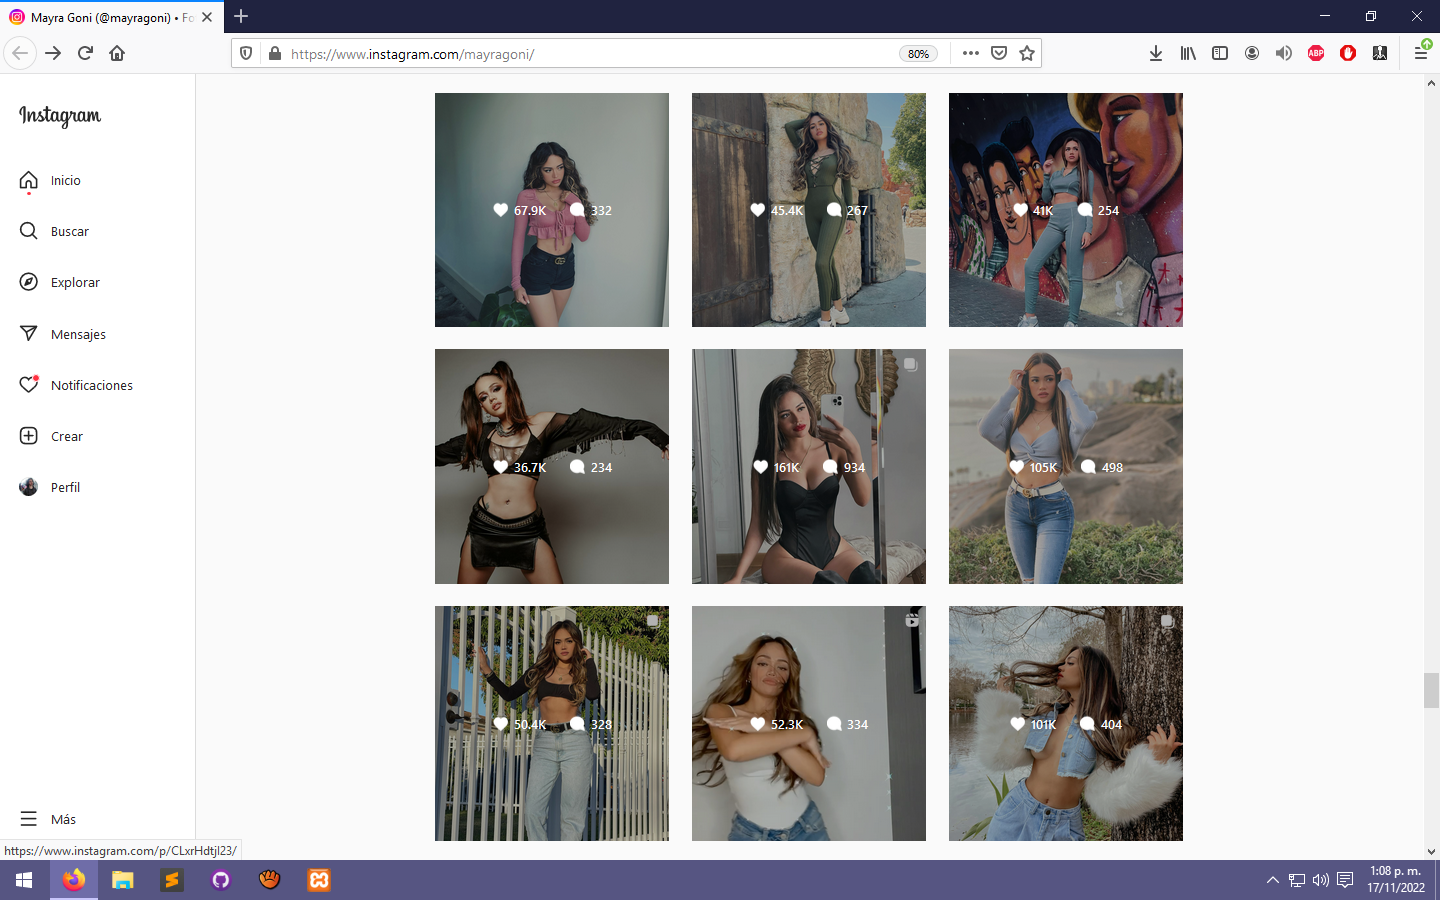 Mayra Goni (@mayragoni) • Fo
https://www.instagram.com/mayragoni/
80%
ABP
Instagram
Inicio
Buscar
Explorar
Mensajes
Notificaciones
Crear
Perfil
Más
67.9K 332
45.4K 267
41K 254
36.7K 234
161K 934
105K 498
50.4K 328
52.3K 334
101K 404
https://www.instagram.com/p/CLxrHdtjl23/
1:08 p. m.
17/11/2022